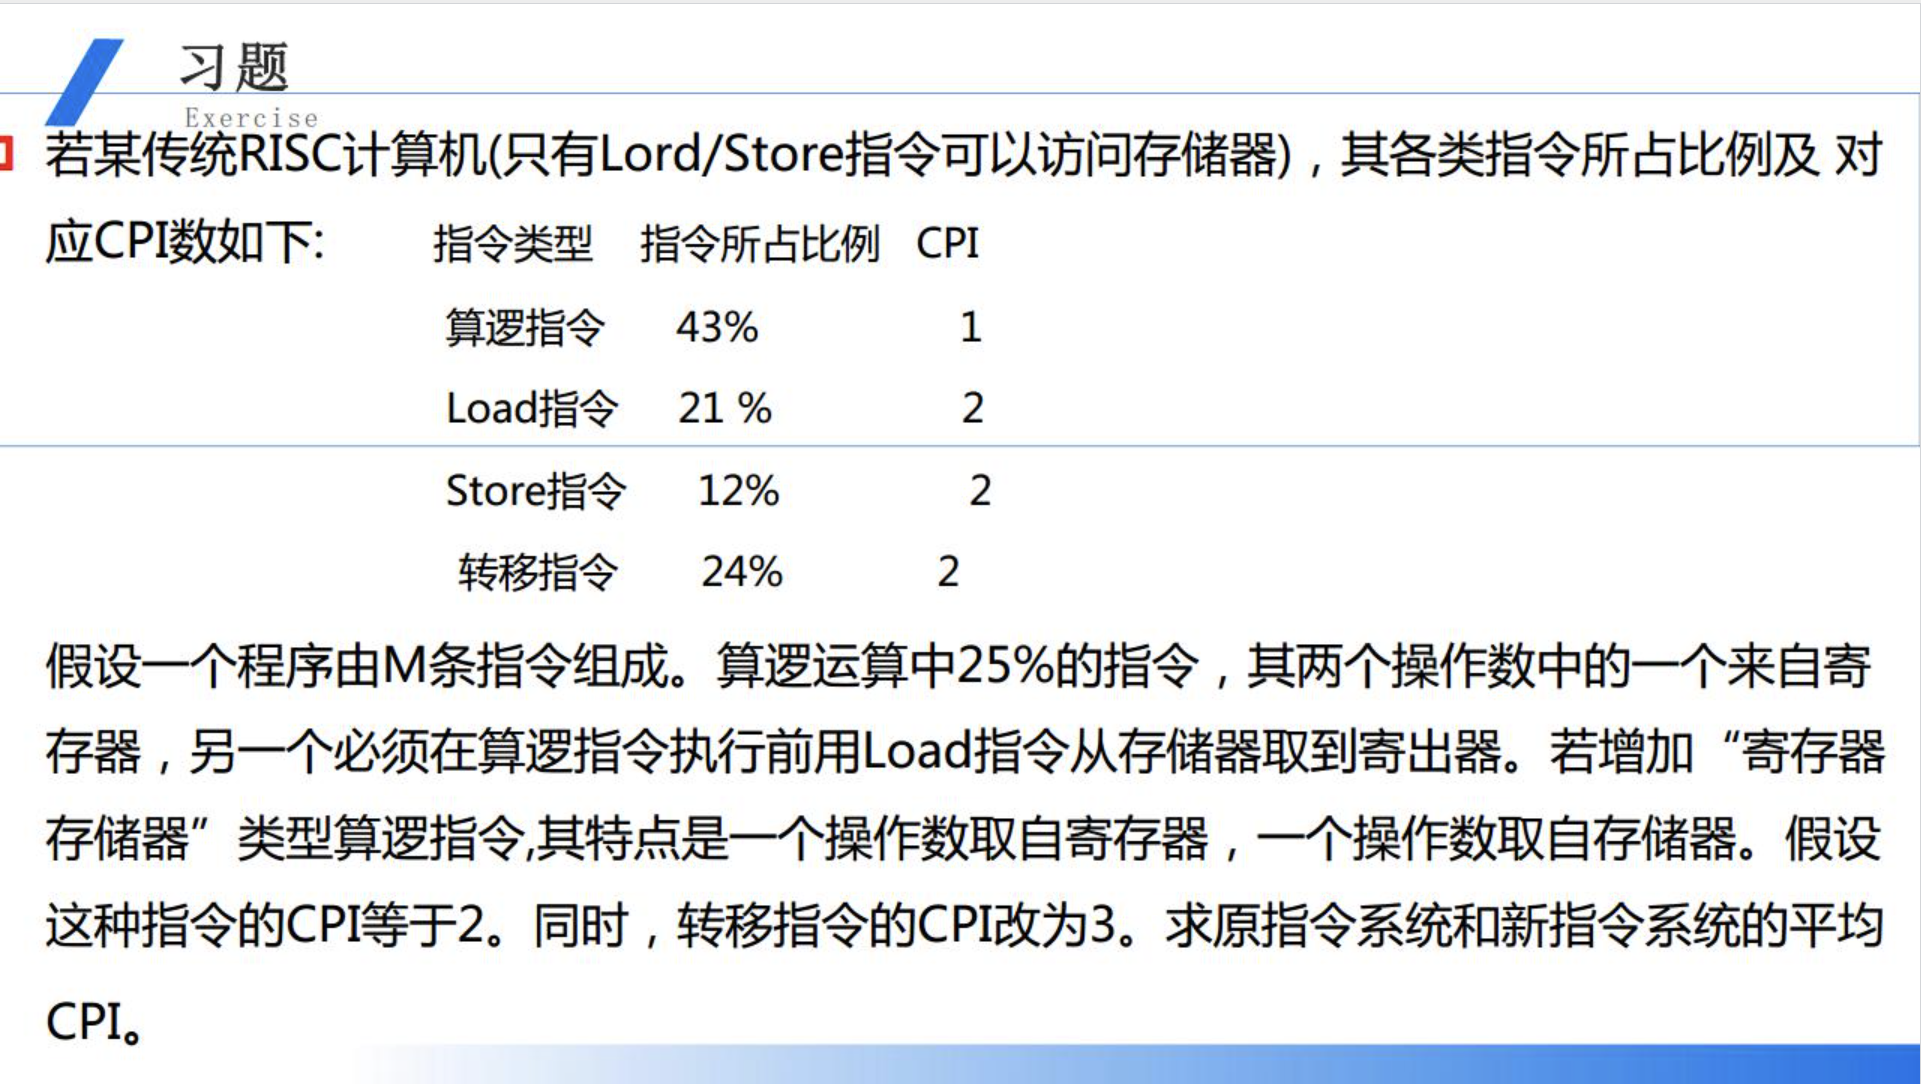 习题
Exercise
若某传统RISC计算机(只有Lord/Store指令可以访问存储器)，其各类指令所占比例及 对
应CPI数如下: 指令类型 指令所占比例 CPI
算逻指令 43% 1
Load指令 21 % 2
Store指令 12% 2
转移指令 24% 2
假设一个程序由M条指令组成。算逻运算中25%的指令，其两个操作数中的一个来自寄
存器，另一个必须在算逻指令执行前用Load指令从存储器取到寄出器。若增加“寄存器
存储器”类型算逻指令,其特点是一个操作数取自寄存器，一个操作数取自存储器。假设
这种指令的CPI等于2。同时，转移指令的CPI改为3。求原指令系统和新指令系统的平均
CPI。